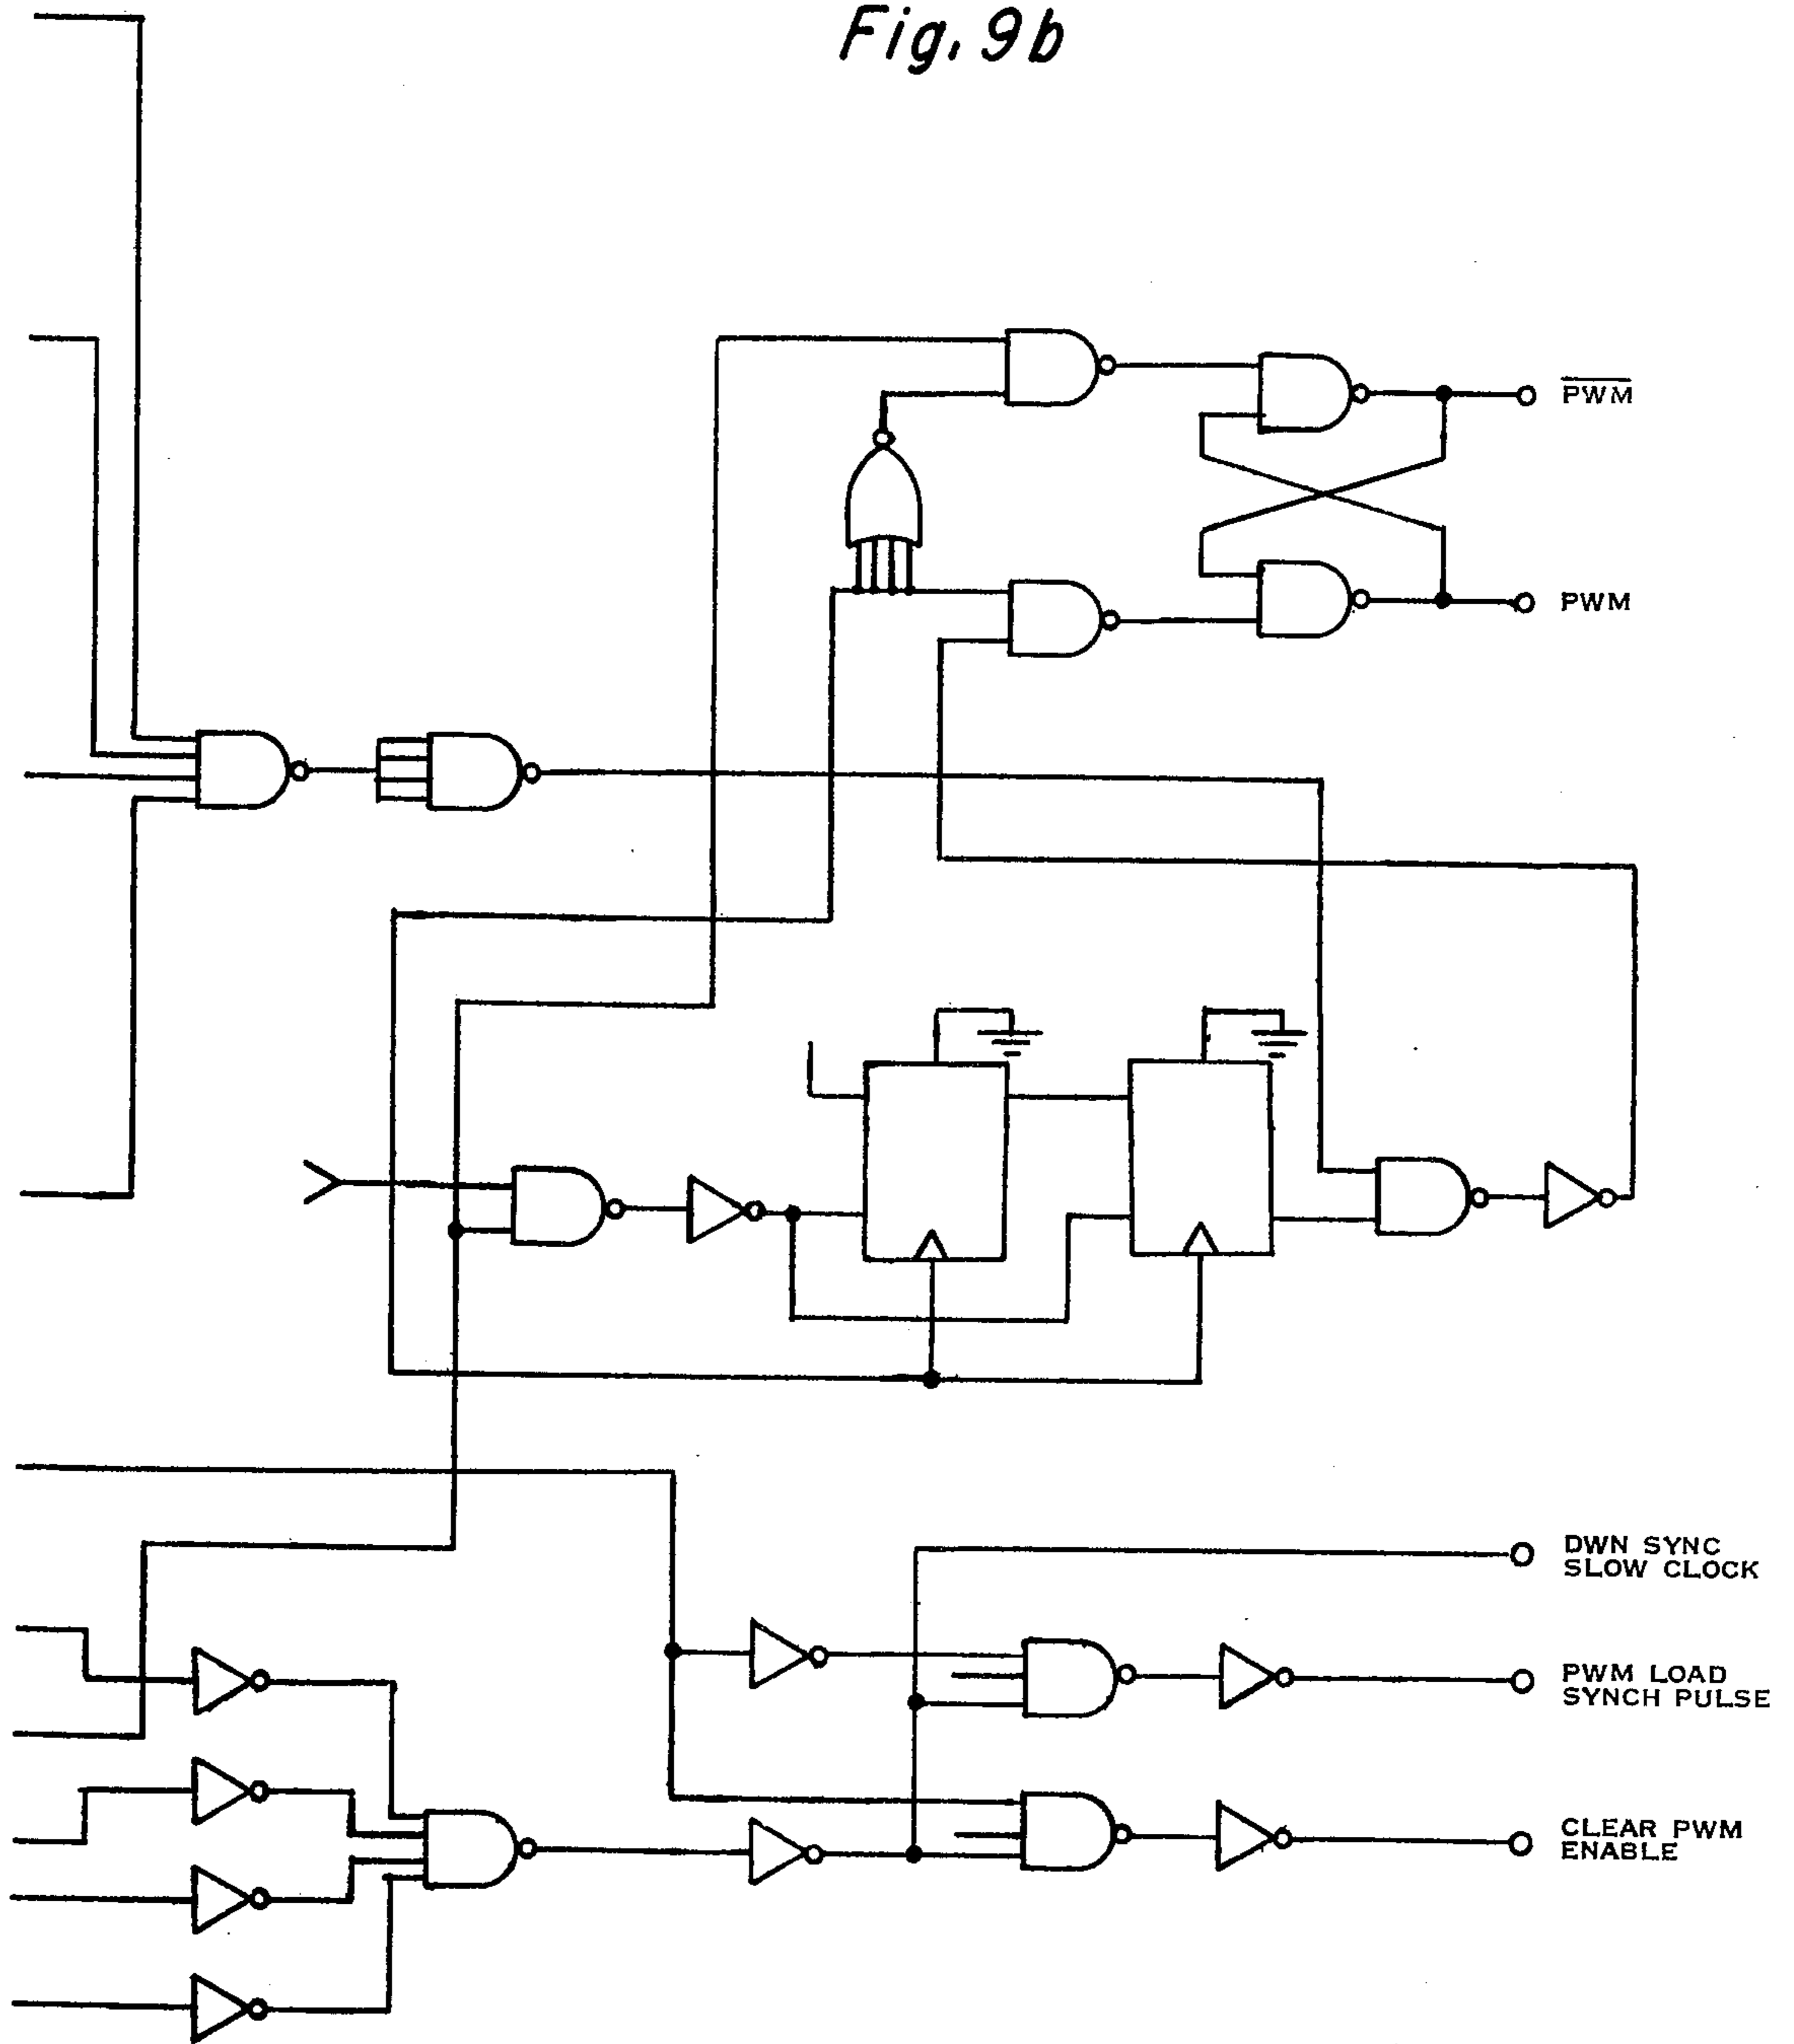 Fig. 9b
PWM
PWM
DWN SYNC
SLOW CLOCK
PWM LOAD
SYNCH PULSE
CLEAR PWM
ENABLE